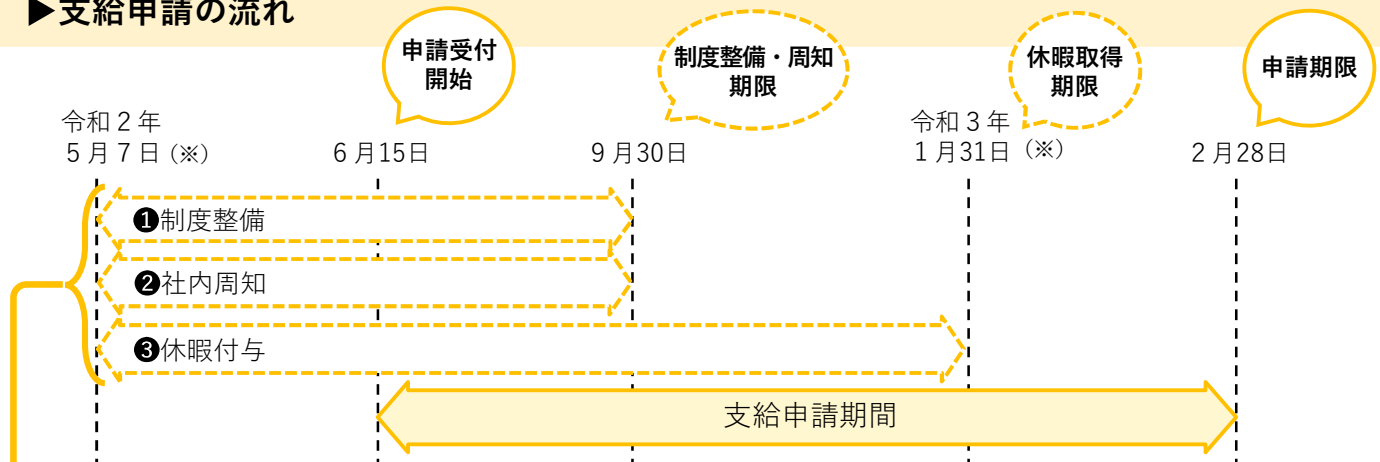 ▶支給申請の流れ
申請受付
開始
制度整備・周知
期限
休暇取得
期限
申請期限
令和２年
５月７日（※）
６月15日
９月30日
令和３年
１月31日（※）
２月28日
❶制度整備
❷社内周知
❸休暇付与
支給申請期間